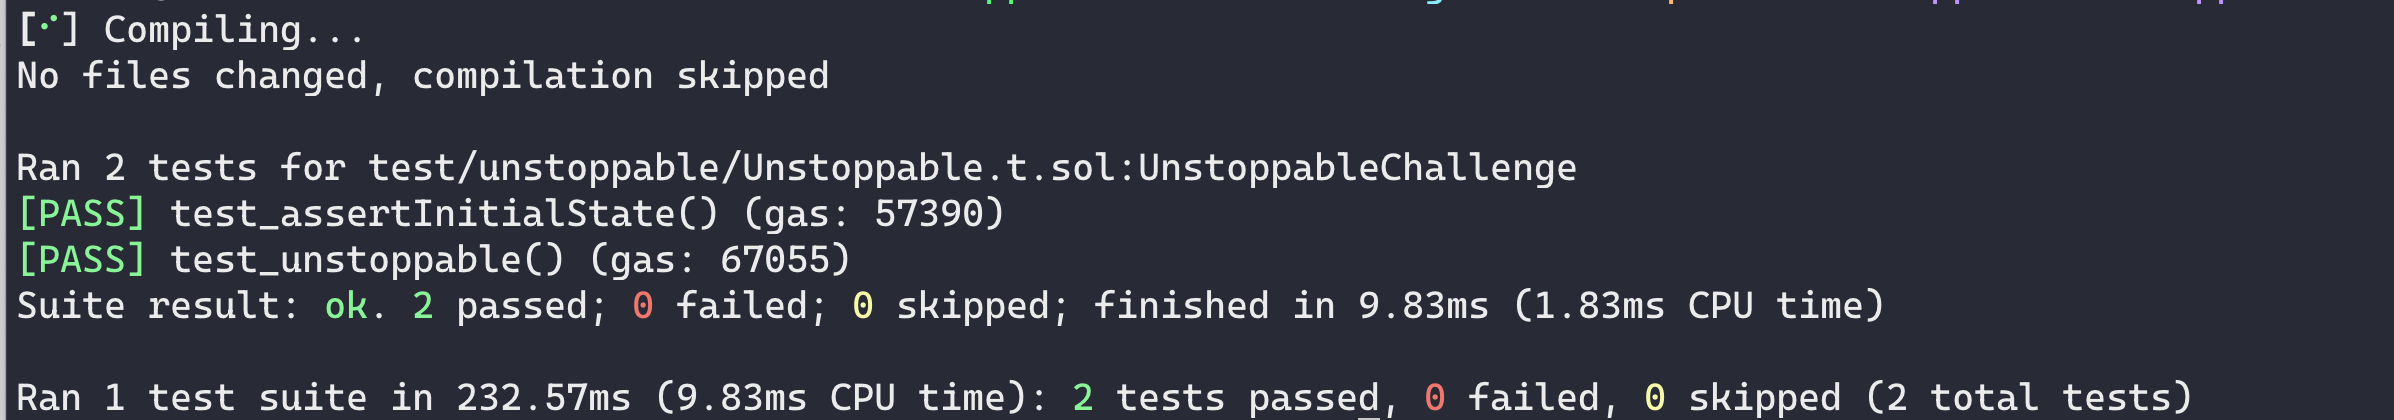 [⠊] Compiling...
No files changed, compilation skipped
Ran 2 tests for test/unstoppable/Unstoppable.t.sol:UnstoppableChallenge
[PASS] test_assertInitialState() (gas: 57390)
[PASS] test_unstoppable() (gas: 67055)
Suite result: ok. 2 passed; 0 failed; 0 skipped; finished in 9.83ms (1.83ms CPU time)
Ran 1 test suite in 232.57ms (9.83ms CPU time): 2 tests passed, 0 failed, 0 skipped (2 total tests)